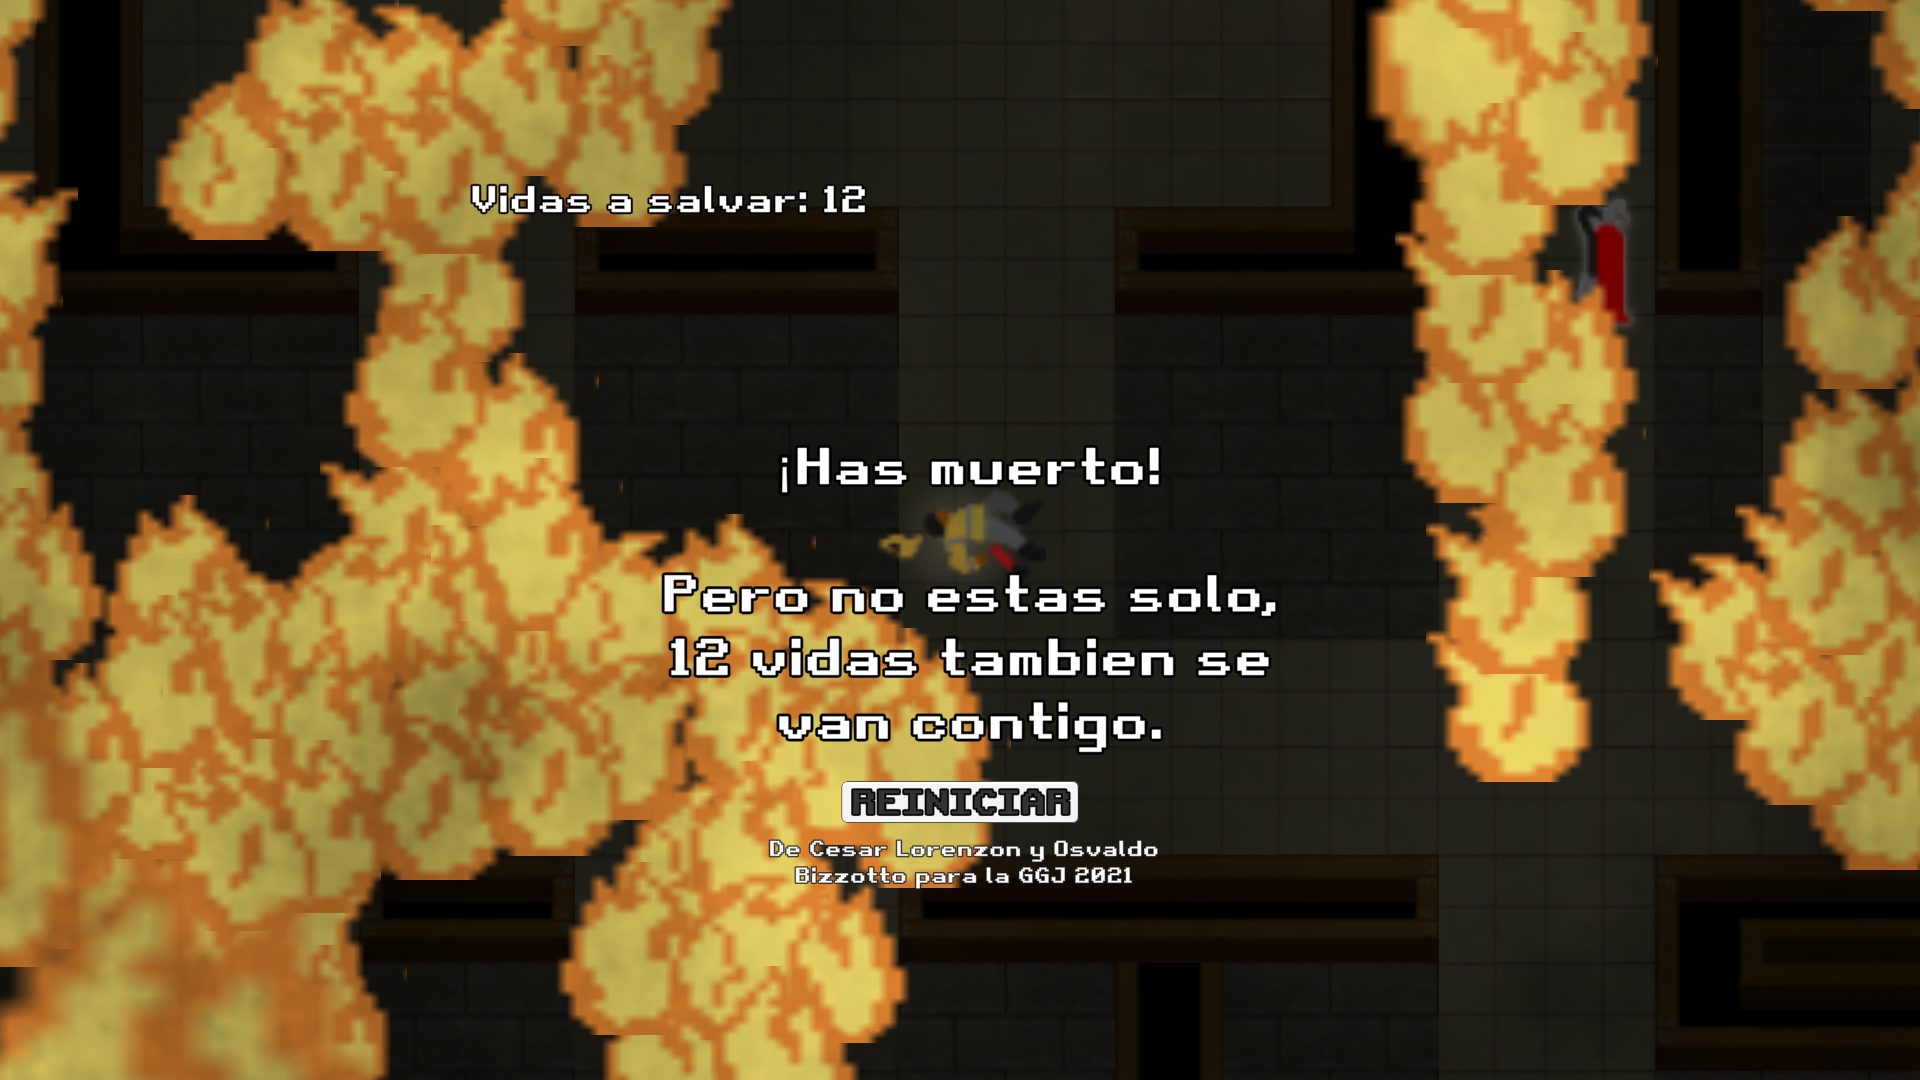 Vidas a salvar: 12
¡Has muerto!
Pero no estas solo,
12 vidas tambien se
van contigo.
REINICIAR
De Cesar Lorenzon y Osvaldo
Bizzotto para la GGJ 2021